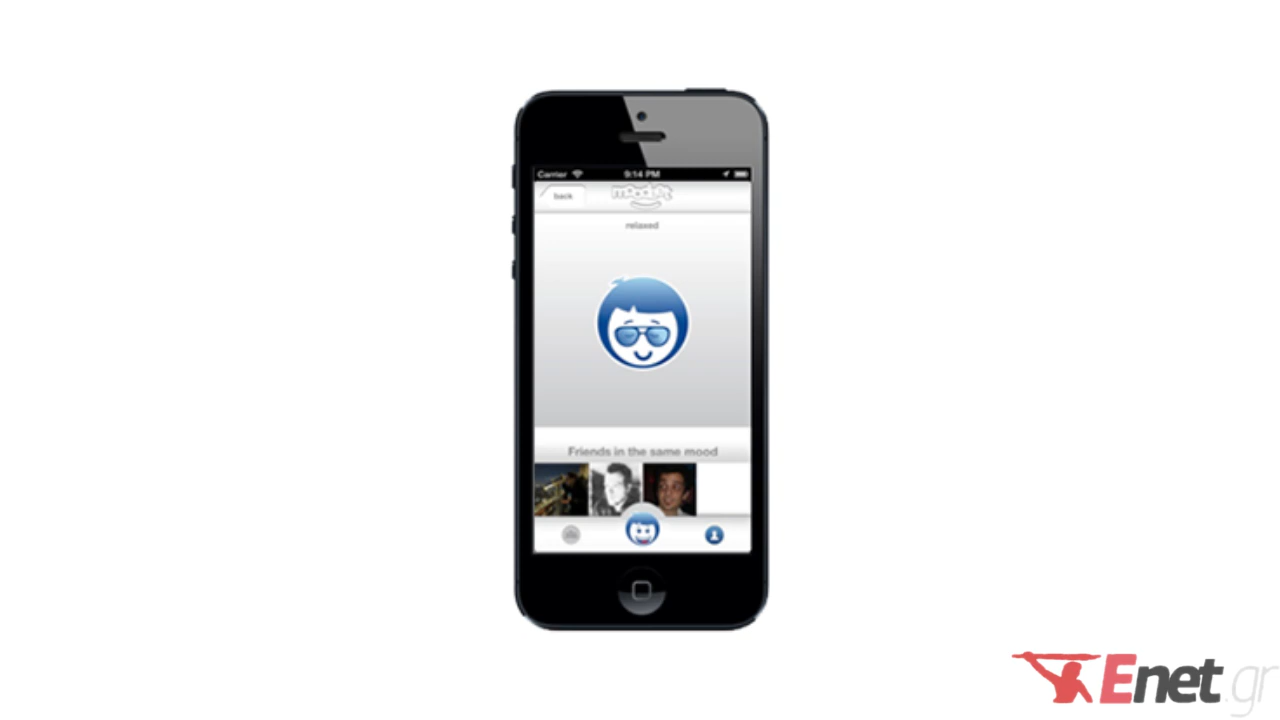 Carrier 9:14 PM
back
relaxed
Friends in the same mood
Enet.gr